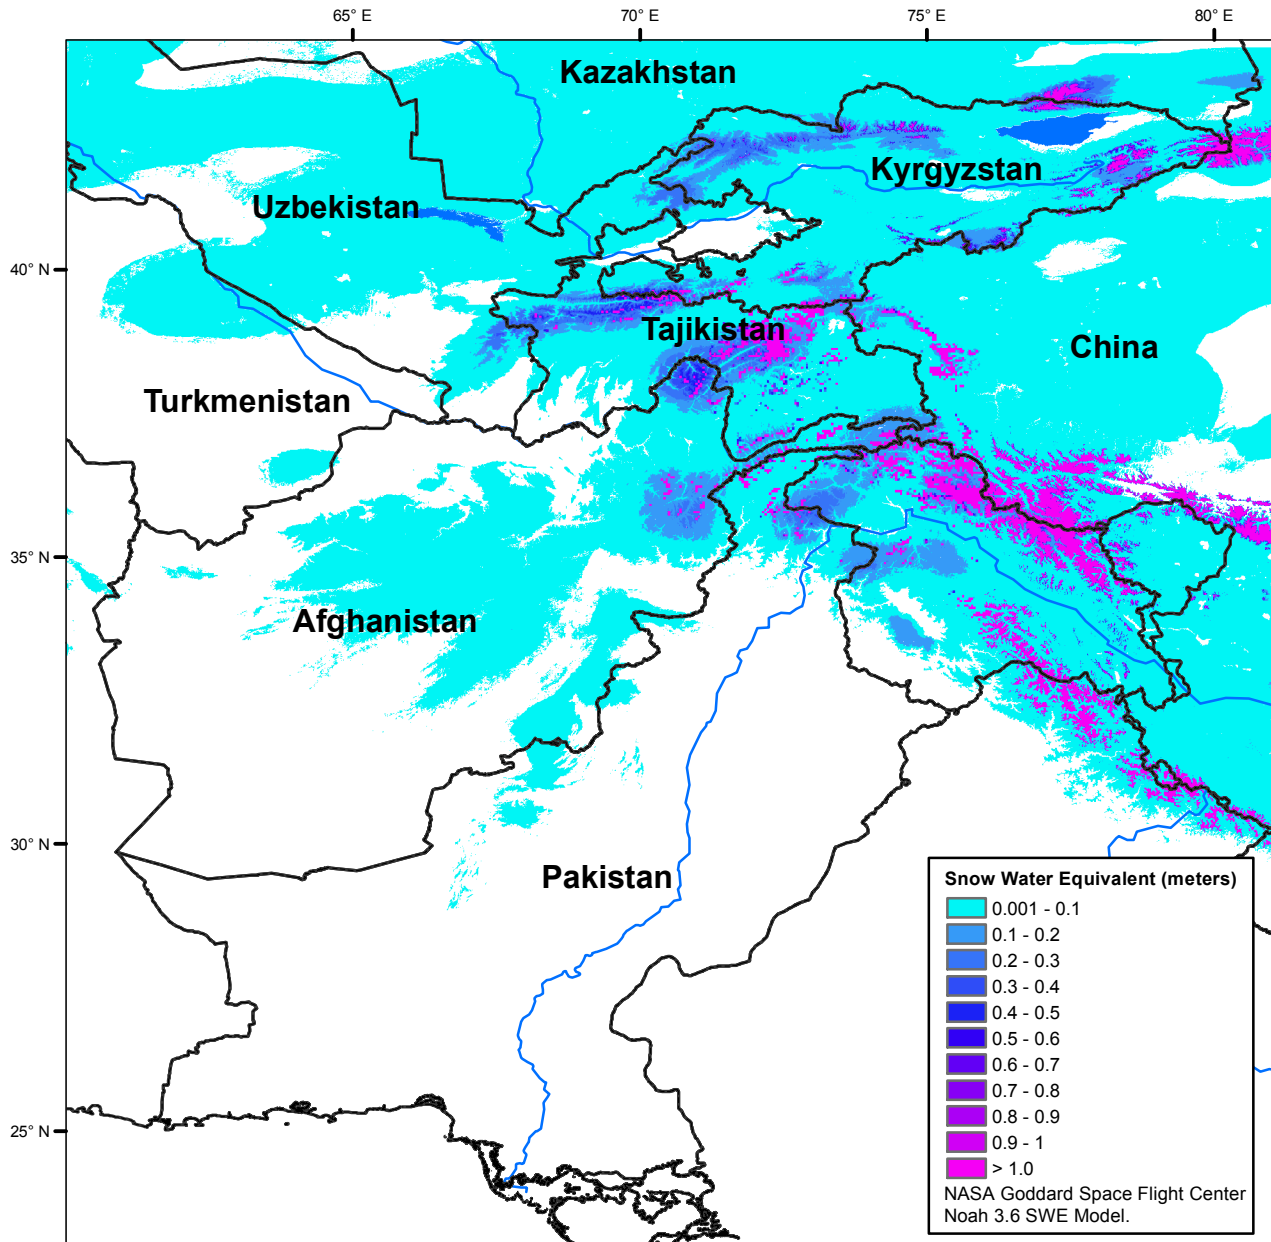 65° E
70° E
75° E
80° E
Kazakhstan
Kyrgyzstan
Uzbekistan
40° N
Tajikistan
China
Turkmenistan
35° N
Afghanistan
30° N
Pakistan
25° N
Snow Water Equivalent (meters)
0.001 - 0.1
0.1 - 0.2
0.2 - 0.3
0.3 - 0.4
0.4 - 0.5
0.5 - 0.6
0.6 - 0.7
0.7 - 0.8
0.8 - 0.9
0.9 - 1
> 1.0
NASA Goddard Space Flight Center
Noah 3.6 SWE Model.